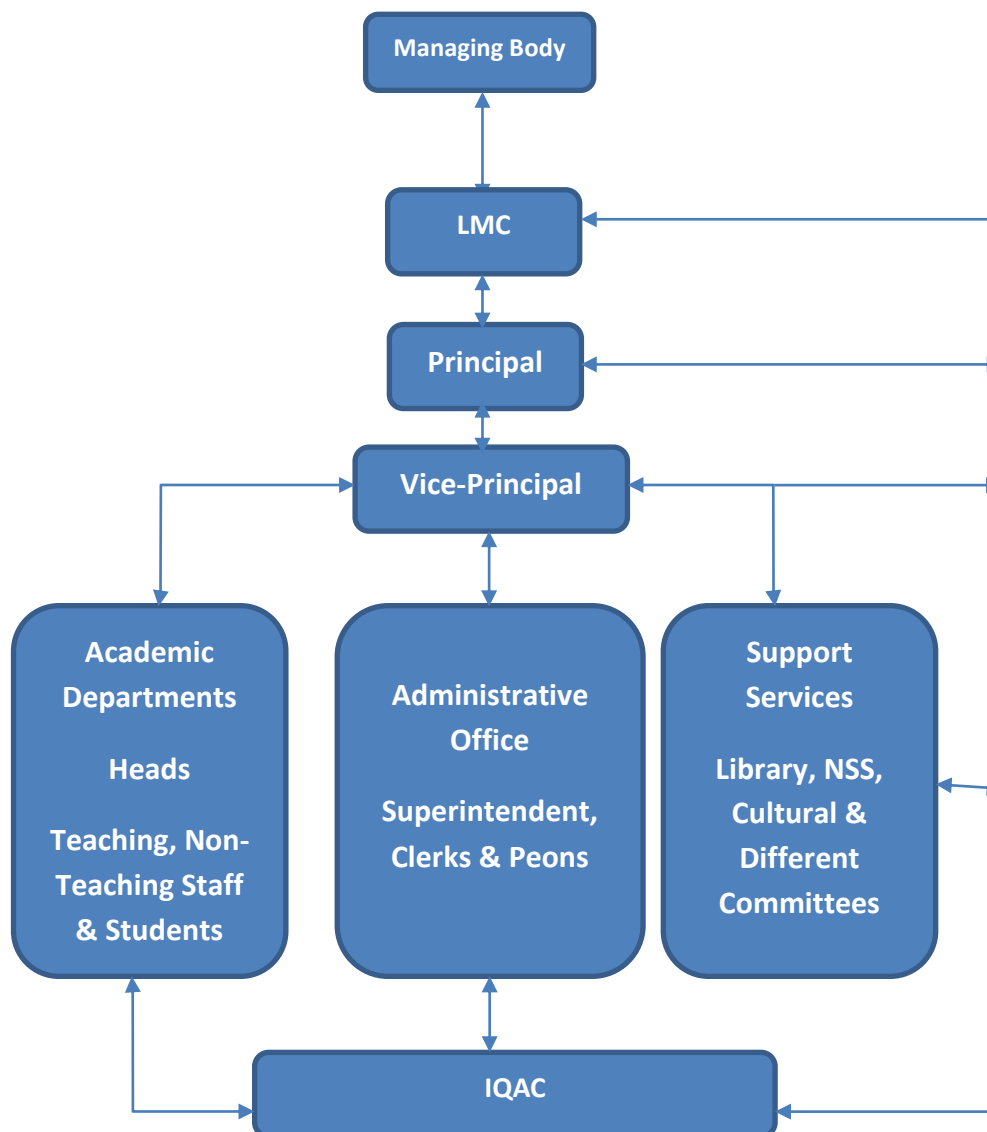 Managing Body
LMC
Principal
Vice-Principal
Academic
Departments
Heads
Teaching, Non-
Teaching Staff
& Students
Administrative
Office
Superintendent,
Clerks & Peons
Support
Services
Library, NSS,
Cultural &
Different
Committees
IQAC